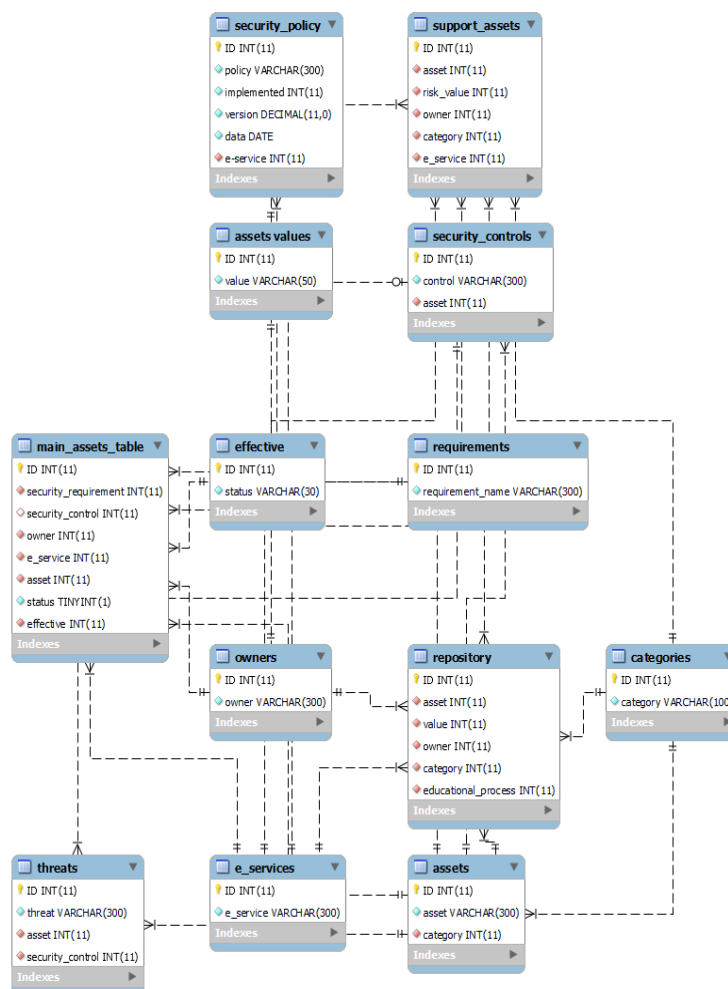 security_policy
ID INT(11)
policy VARCHAR(300)
implemented INT(11)
version DECIMAL(11,0)
data DATE
e-service INT(11)
Indexes
support_assets
ID INT(11)
asset INT(11)
risk_value INT(11)
owner INT(11)
category INT(11)
e_service INT(11)
Indexes
assets values
ID INT(11)
value VARCHAR(50)
Indexes
security_controls
ID INT(11)
control VARCHAR(300)
asset INT(11)
Indexes
main_assets_table
ID INT(11)
security_requirement INT(11)
security_control INT(11)
owner INT(11)
e_service INT(11)
asset INT(11)
status TINYINT(1)
effective INT(11)
Indexes
effective
ID INT(11)
status VARCHAR(30)
Indexes
requirements
ID INT(11)
requirement_name VARCHAR(300)
Indexes
owners
ID INT(11)
owner VARCHAR(300)
Indexes
repository
ID INT(11)
asset INT(11)
value INT(11)
owner INT(11)
category INT(11)
educational_process INT(11)
Indexes
categories
ID INT(11)
category VARCHAR(100
Indexes
threats
ID INT(11)
threat VARCHAR(300)
asset INT(11)
security_control INT(11)
Indexes
e_services
ID INT(11)
e_service VARCHAR(300)
Indexes
assets
ID INT(11)
asset VARCHAR(300)
category INT(11)
Indexes